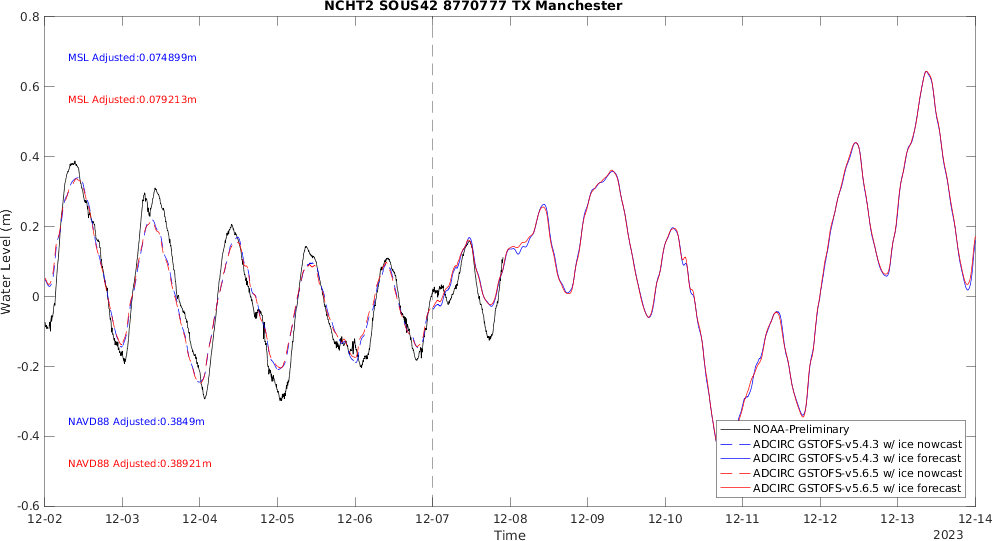 NCHT2 SOUS42 8770777 TX Manchester
0.8
0.6
0.4
0.2
0
-0.2
-0.4
-0.6
Water Level (m)
MSL Adjusted:0.074899m
MSL Adjusted:0.079213m
NAVD88 Adjusted:0.3849m
NAVD88 Adjusted:0.38921m
NOAA-Preliminary
ADCIRC GSTOFS-v5.4.3 w/ ice nowcast
ADCIRC GSTOFS-v5.4.3 w/ ice forecast
ADCIRC GSTOFS-v5.6.5 w/ ice nowcast
ADCIRC GSTOFS-v5.6.5 w/ ice forecast
12-02 12-03 12-04 12-05 12-06 12-07 12-08 12-09 12-10 12-11 12-12 12-13 12-14
Time
2023